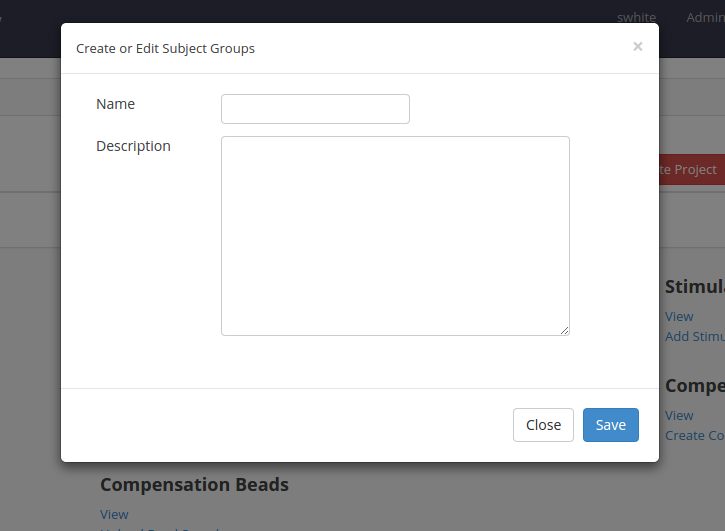 swhite Admin
Create or Edit Subject Groups ×
Name
Description
te Project
Stimul
View
Add Stimu
Compe
View
Create Co
Close Save
Compensation Beads
View